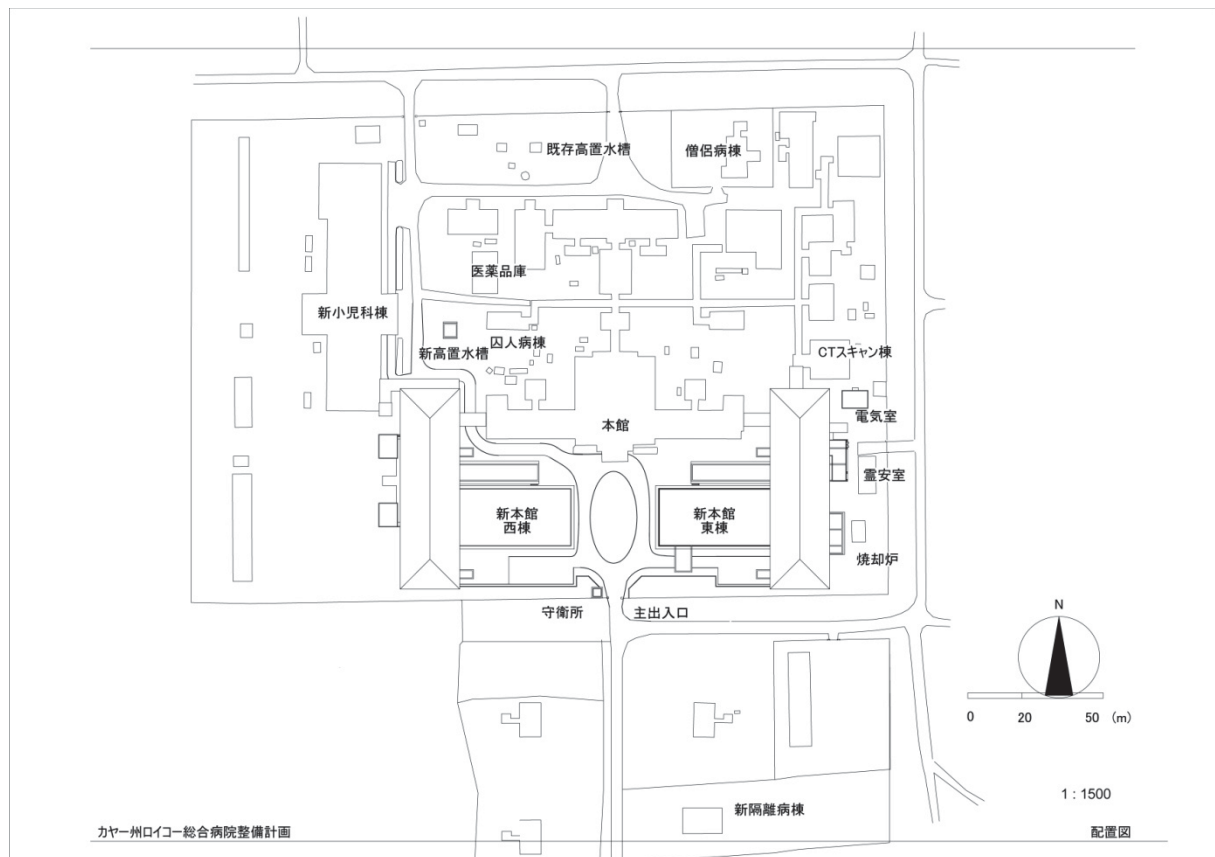 既存高置水槽
僧侶病棟
医薬品庫
新小児科棟
新高置水槽
囚人病棟
CTスキャン棟
電気室
本館
霊安室
新本館
西棟
新本館
東棟
焼却炉
守衛所
主出入口
N
0 20 50 (m)
1 : 1500
新隔離病棟
カヤー州ロイコー総合病院整備計画
配置図